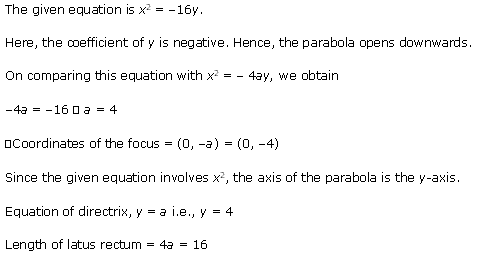 The given equation is x² = –16y.
Here, the coefficient of y is negative. Hence, the parabola opens downwards.
On comparing this equation with x² = – 4ay, we obtain
–4a = –16 □ a = 4
□Coordinates of the focus = (0, –a) = (0, –4)
Since the given equation involves x², the axis of the parabola is the y-axis.
Equation of directrix, y = a i.e., y = 4
Length of latus rectum = 4a = 16